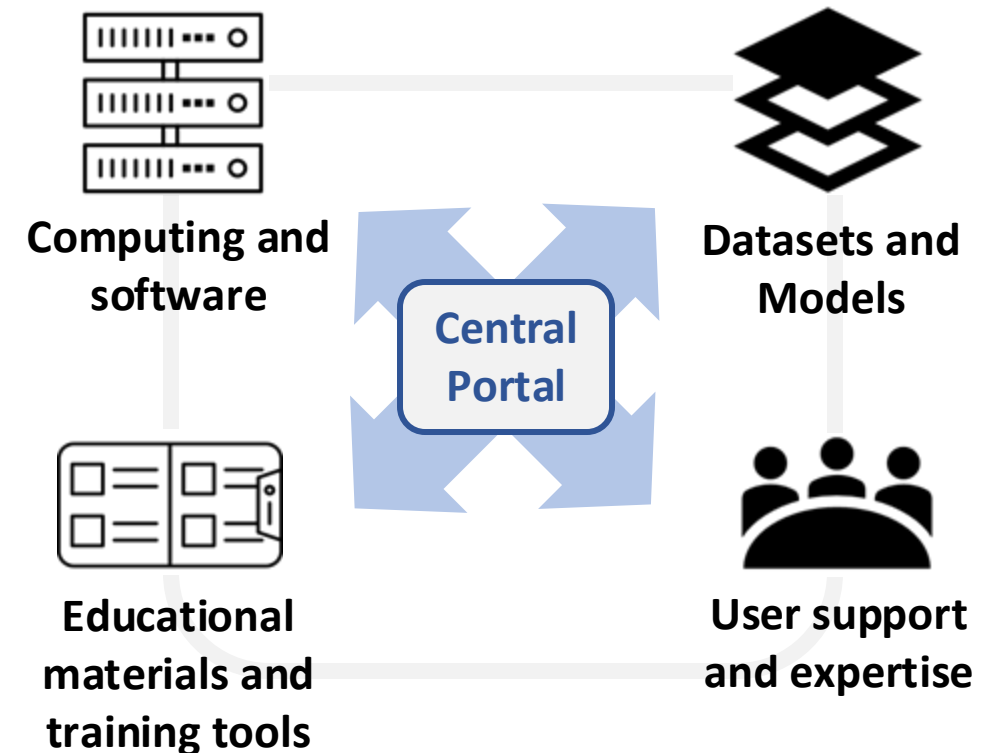 Computing and
software
Datasets and
Models
Central
Portal
Educational
materials and
training tools
User support
and expertise